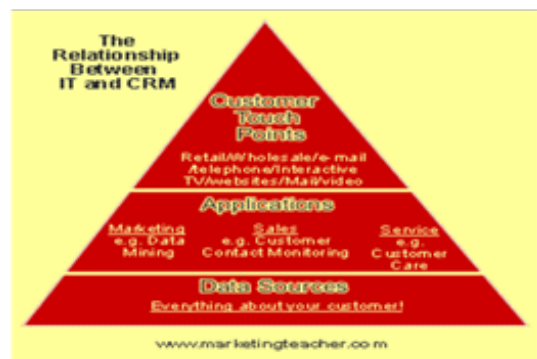 The
Relationship
Between
IT and CRM
Customer
Touch
Points
Retail/Wholesale/e-mail
/telephone/Interactive
TV/websites/Mail/video
Applications
Marketing
e.g. Data
Mining
Sales
e.g. Customer
Contact Monitoring
Service
e.g.
Customer
Care
Data Sources
Everything about your customer!
www.marketingteacher.com